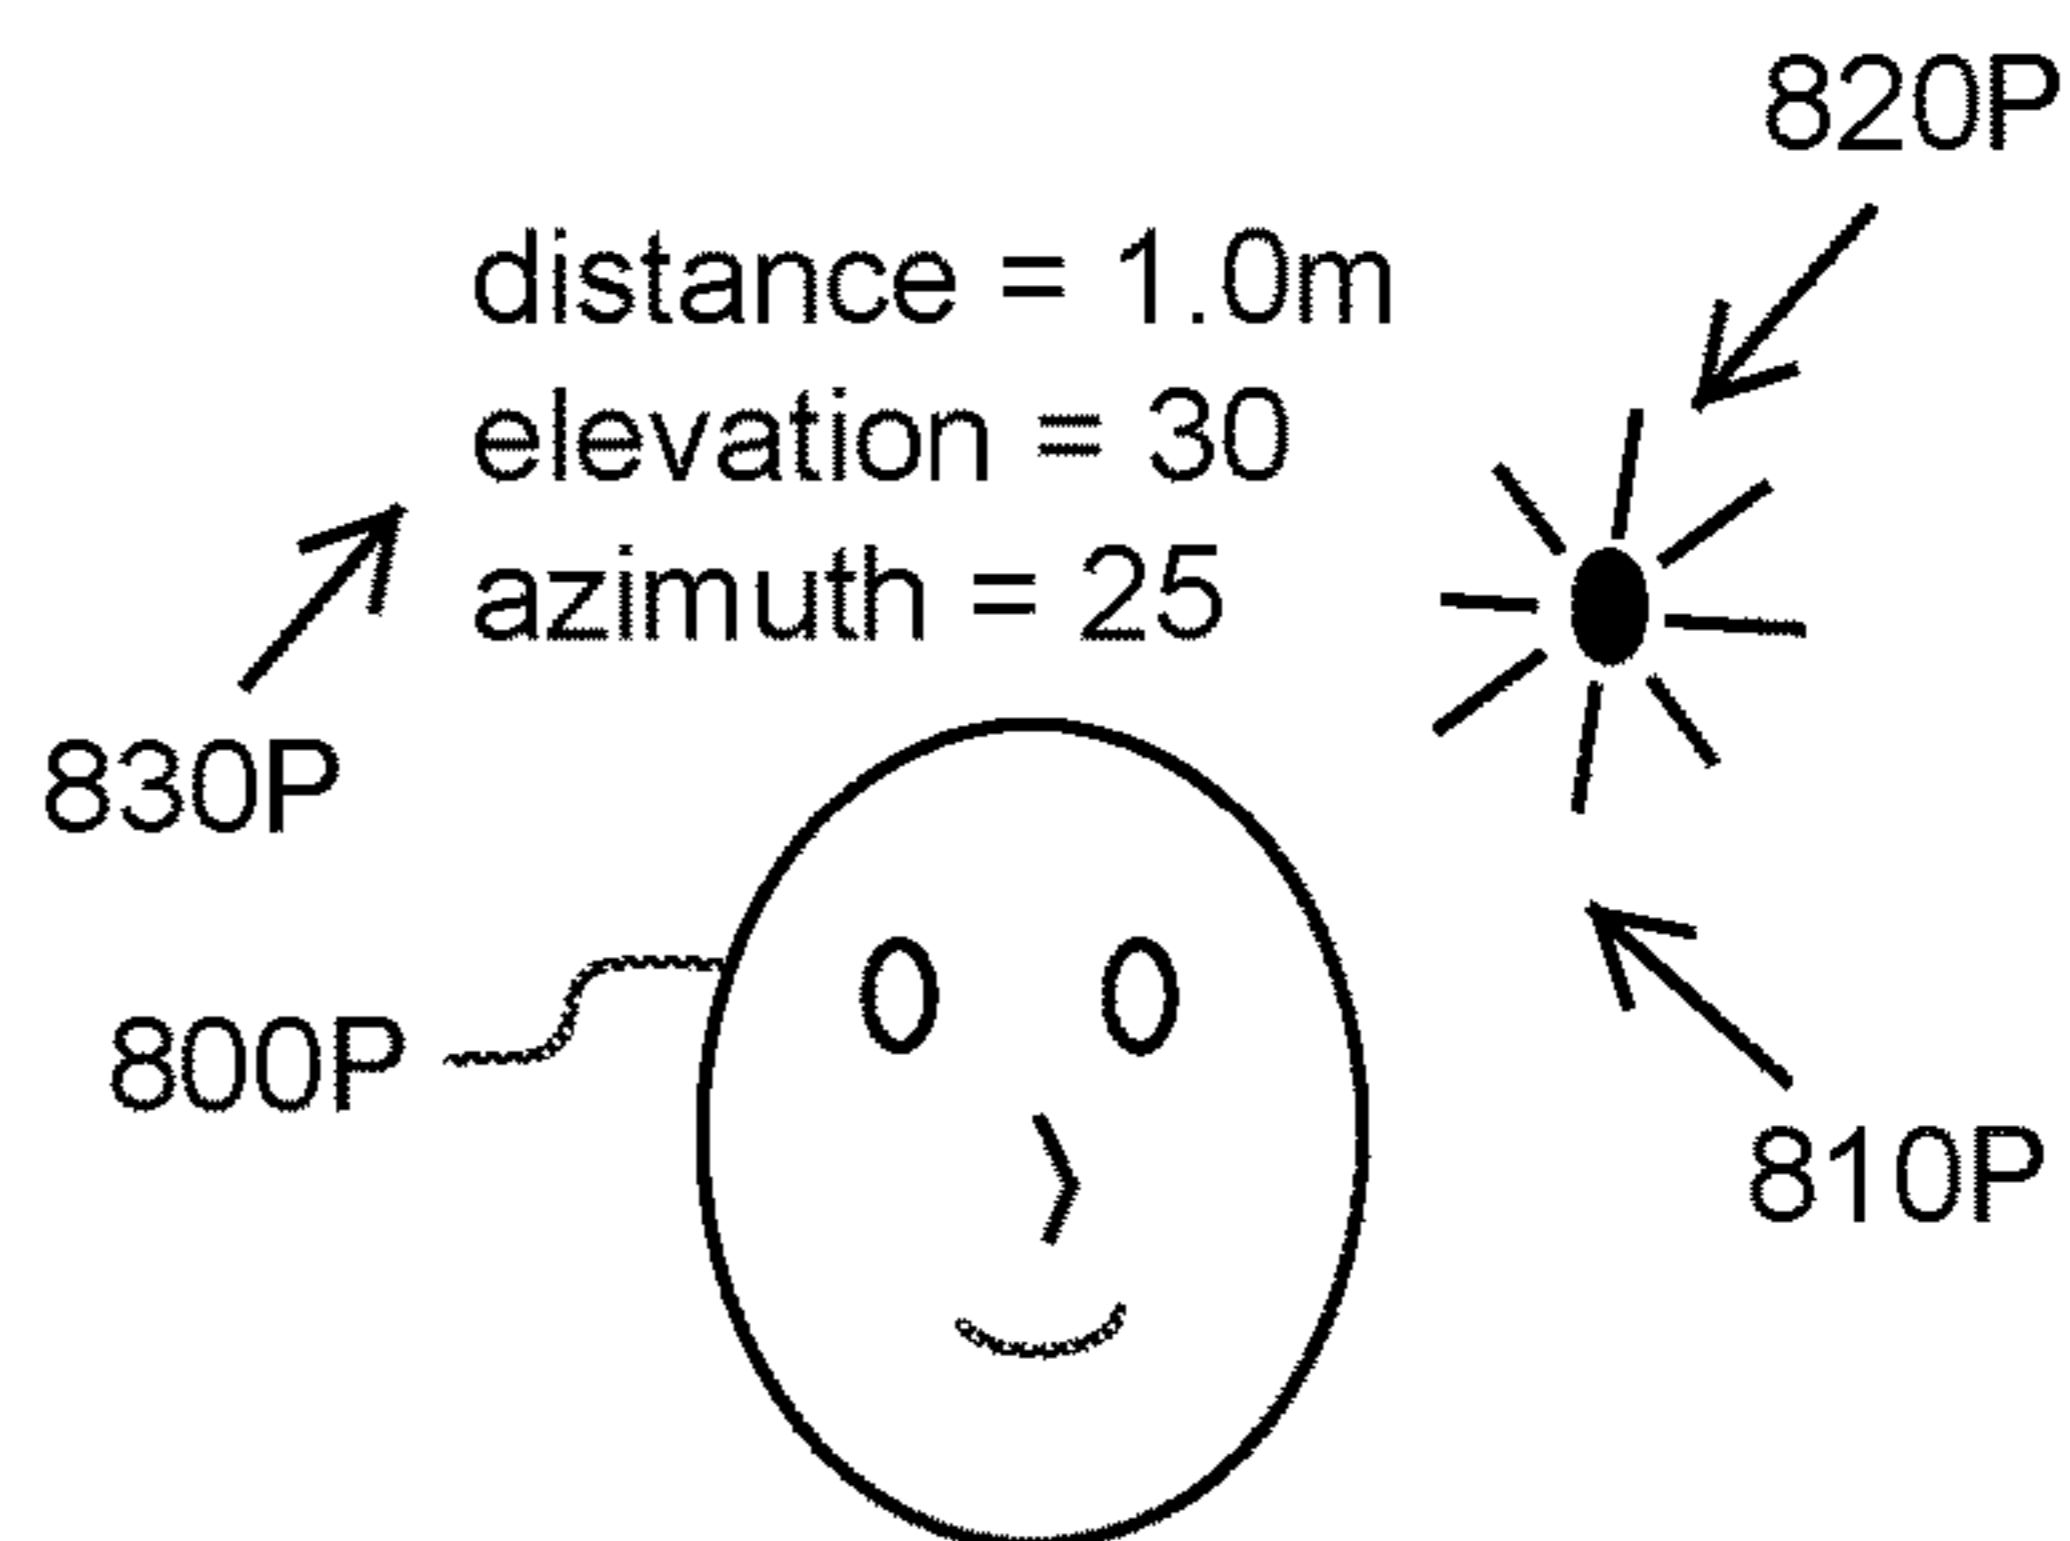 820P
distance = 1.0m
elevation = 30
azimuth = 25
830P
800P
810P